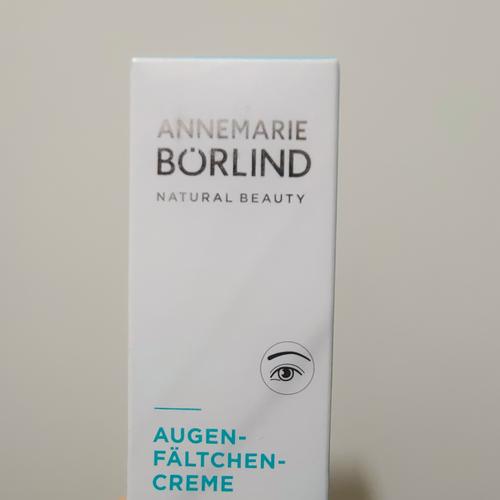 ANNEMARIE
BÖRLIND
NATURAL BEAUTY
AUGEN-
FÄLTCHEN-
CREME